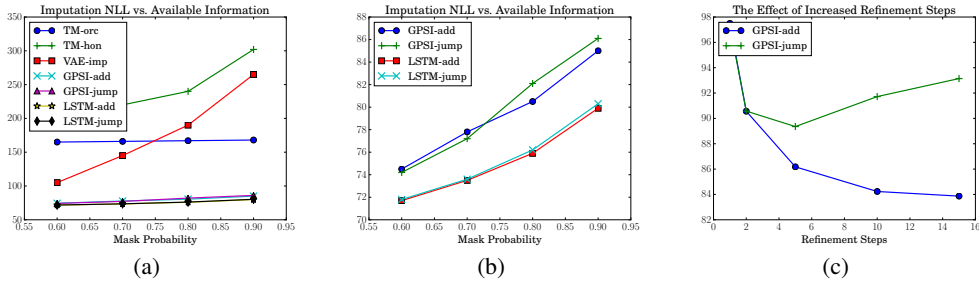 Imputation NLL vs. Available Information
350
300
250
200
150
100
50
TM-orc
TM-hon
VAE-imp
GPSI-add
GPSI-jump
LSTM-add
LSTM-jump
0.55 0.60 0.65 0.70 0.75 0.80 0.85 0.90 0.95
Mask Probability
(a)
Imputation NLL vs. Available Information
88
86
84
82
80
78
76
74
72
70
GPSI-add
GPSI-jump
LSTM-add
LSTM-jump
0.55 0.60 0.65 0.70 0.75 0.80 0.85 0.90 0.95
Mask Probability
(b)
The Effect of Increased Refinement Steps
98
96
94
92
90
88
86
84
82
GPSI-add
GPSI-jump
0 2 4 6 8 10 12 14 16
Refinement Steps
(c)